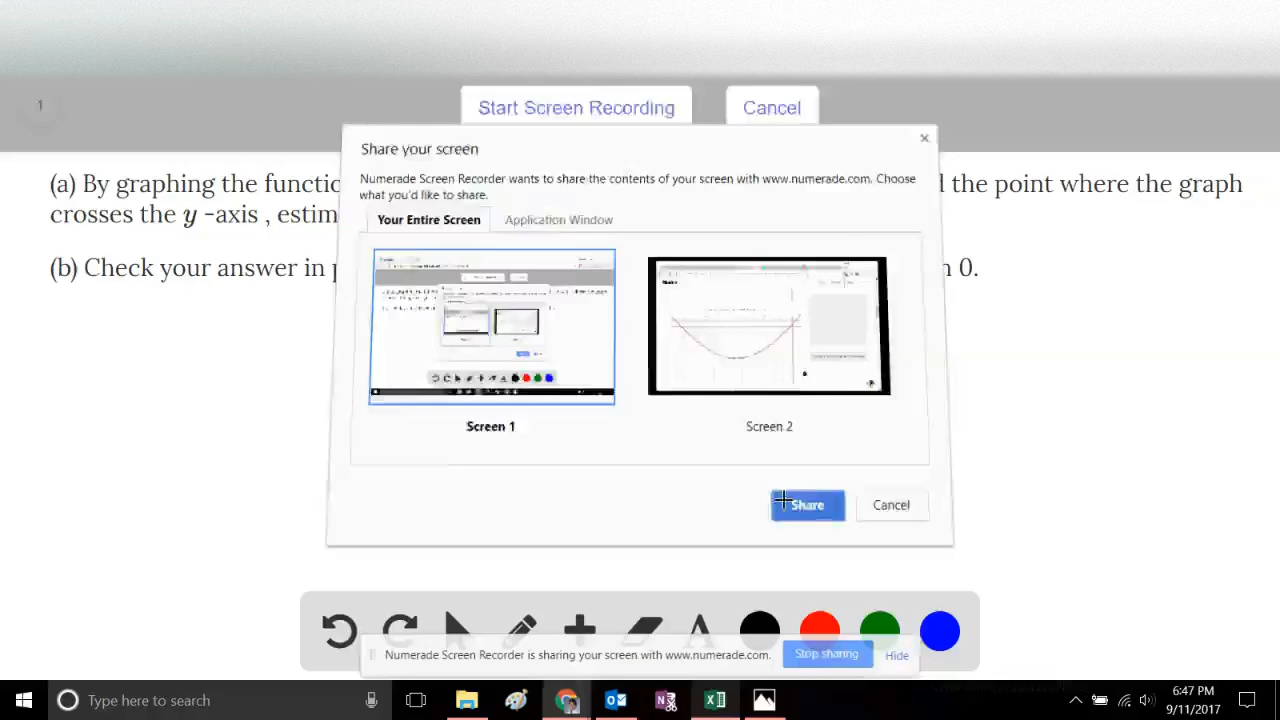 1
Start Screen Recording Cancel
Share your screen ×
Numerade Screen Recorder wants to share the contents of your screen with www.numerade.com. Choose
what you'd like to share.
(a) By graphing the functio d the point where the graph
crosses the y -axis , estim
Your Entire Screen Application Window
(b) Check your answer in p n 0.
Screen 1 Screen 2
Share Cancel
A
Numerade Screen Recorder is sharing your screen with www.numerade.com. Stop sharing Hide
Type here to search
6:47 PM
9/11/2017